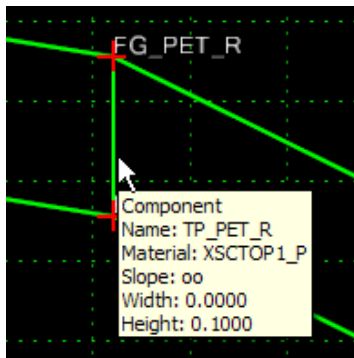 FG_PET_R
Component
Name: TP_PET_R
Material: XSCTOP1_P
Slope: oo
Width: 0.0000
Height: 0.1000